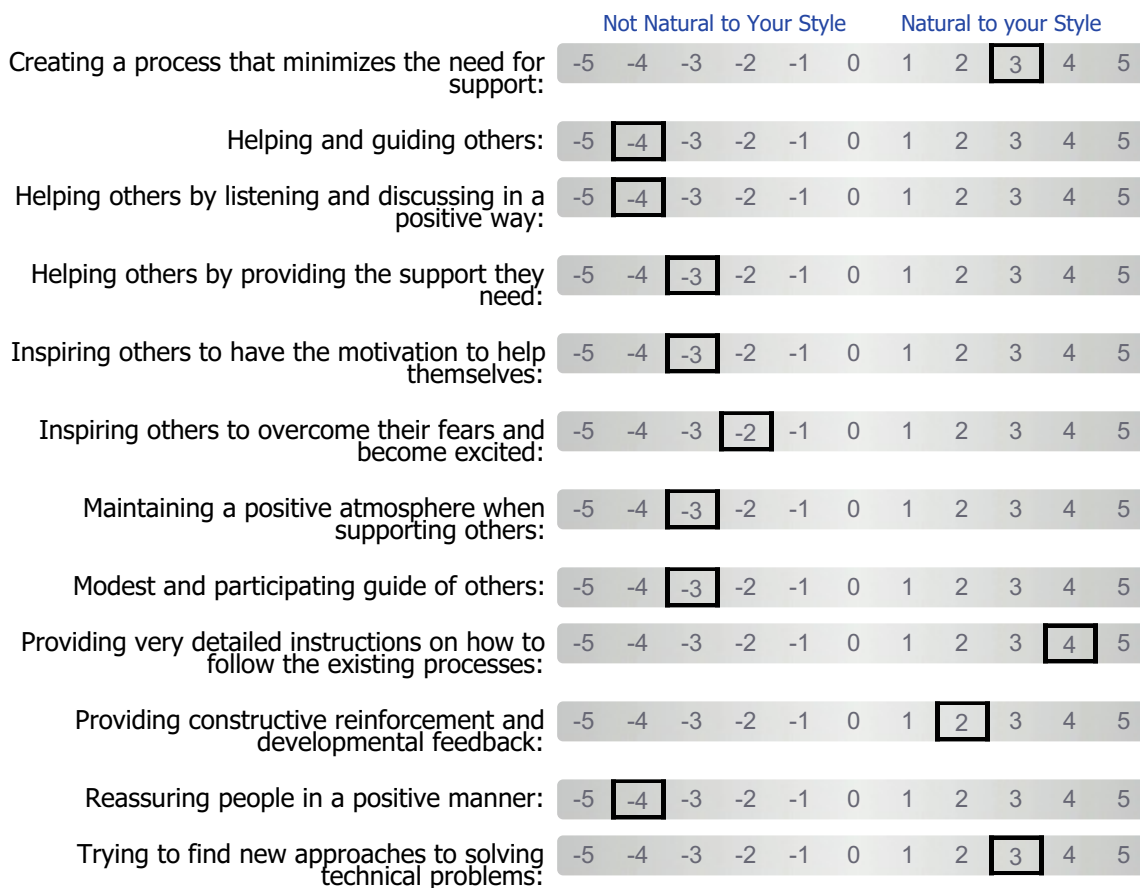 Not Natural to Your Style Natural to your Style
Creating a process that minimizes the need for
support:
-5 -4 -3 -2 -1 0 1 2 3 4 5
Helping and guiding others:
-5 -4 -3 -2 -1 0 1 2 3 4 5
Helping others by listening and discussing in a
positive way:
-5 -4 -3 -2 -1 0 1 2 3 4 5
Helping others by providing the support they
need:
-5 -4 -3 -2 -1 0 1 2 3 4 5
Inspiring others to have the motivation to help
themselves:
-5 -4 -3 -2 -1 0 1 2 3 4 5
Inspiring others to overcome their fears and
become excited:
-5 -4 -3 -2 -1 0 1 2 3 4 5
Maintaining a positive atmosphere when
supporting others:
-5 -4 -3 -2 -1 0 1 2 3 4 5
Modest and participating guide of others:
-5 -4 -3 -2 -1 0 1 2 3 4 5
Providing very detailed instructions on how to
follow the existing processes:
-5 -4 -3 -2 -1 0 1 2 3 4 5
Providing constructive reinforcement and
developmental feedback:
-5 -4 -3 -2 -1 0 1 2 3 4 5
Reassuring people in a positive manner:
-5 -4 -3 -2 -1 0 1 2 3 4 5
Trying to find new approaches to solving
technical problems:
-5 -4 -3 -2 -1 0 1 2 3 4 5